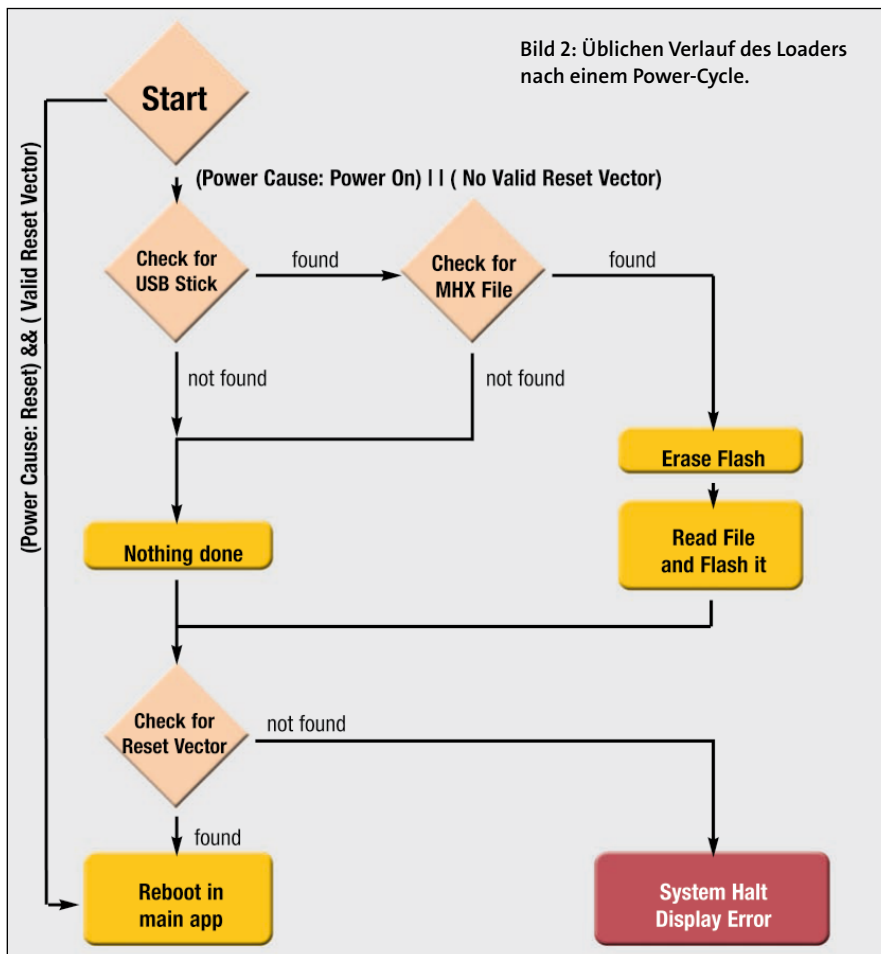 Bild 2: Üblichen Verlauf des Loaders
nach einem Power-Cycle.
Start
(Power Cause: Reset) && ( Valid Reset Vector)
(Power Cause: Power On) I I ( No Valid Reset Vector)
Check for
USB Stick
found
Check for
MHX File
found
not found
not found
Erase Flash
Nothing done
Read File
and Flash it
Check for
Reset Vector
not found
found
Reboot in
main app
System Halt
Display Error